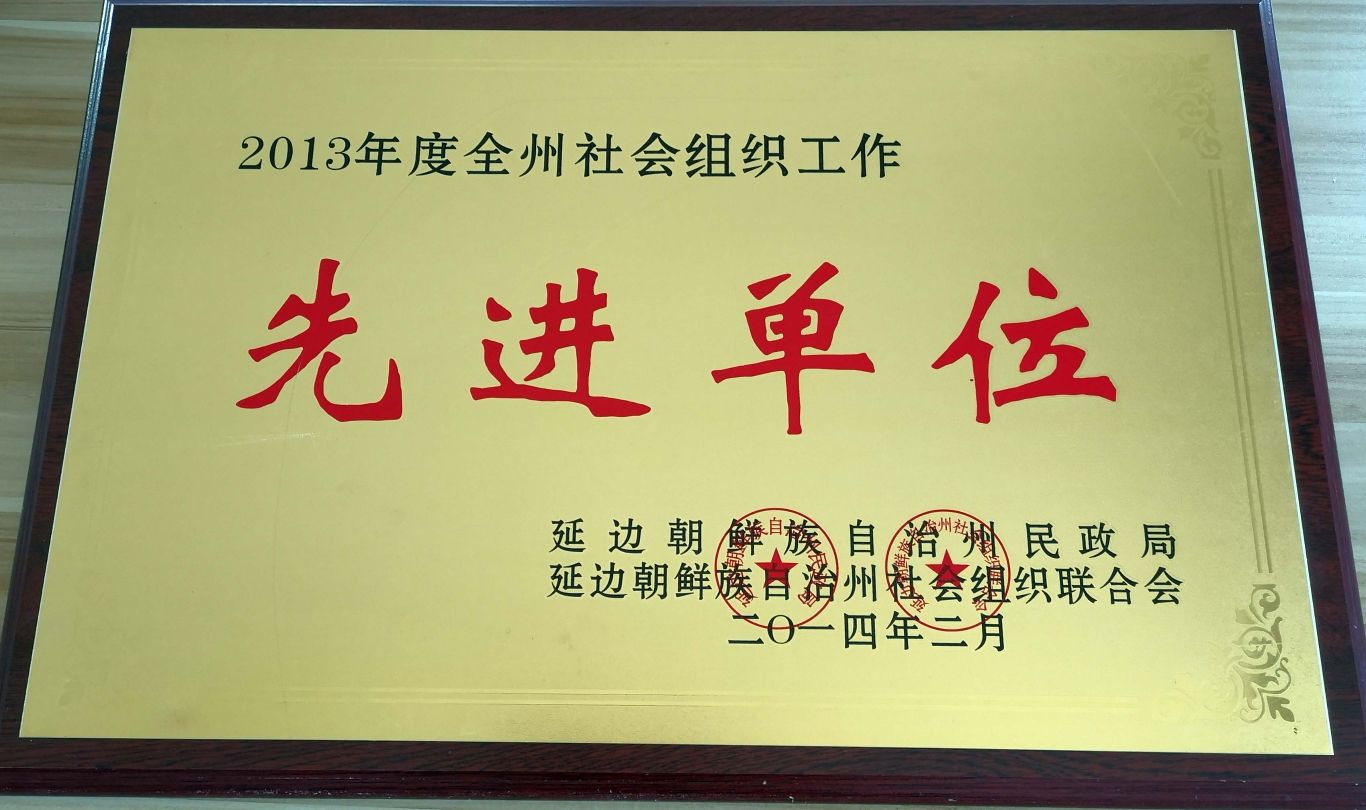 2013年度全州社会组织工作
先进单位
延边朝鲜族自治州民政局
延边朝鲜族自治州社会组织联合会
二〇一四年二月